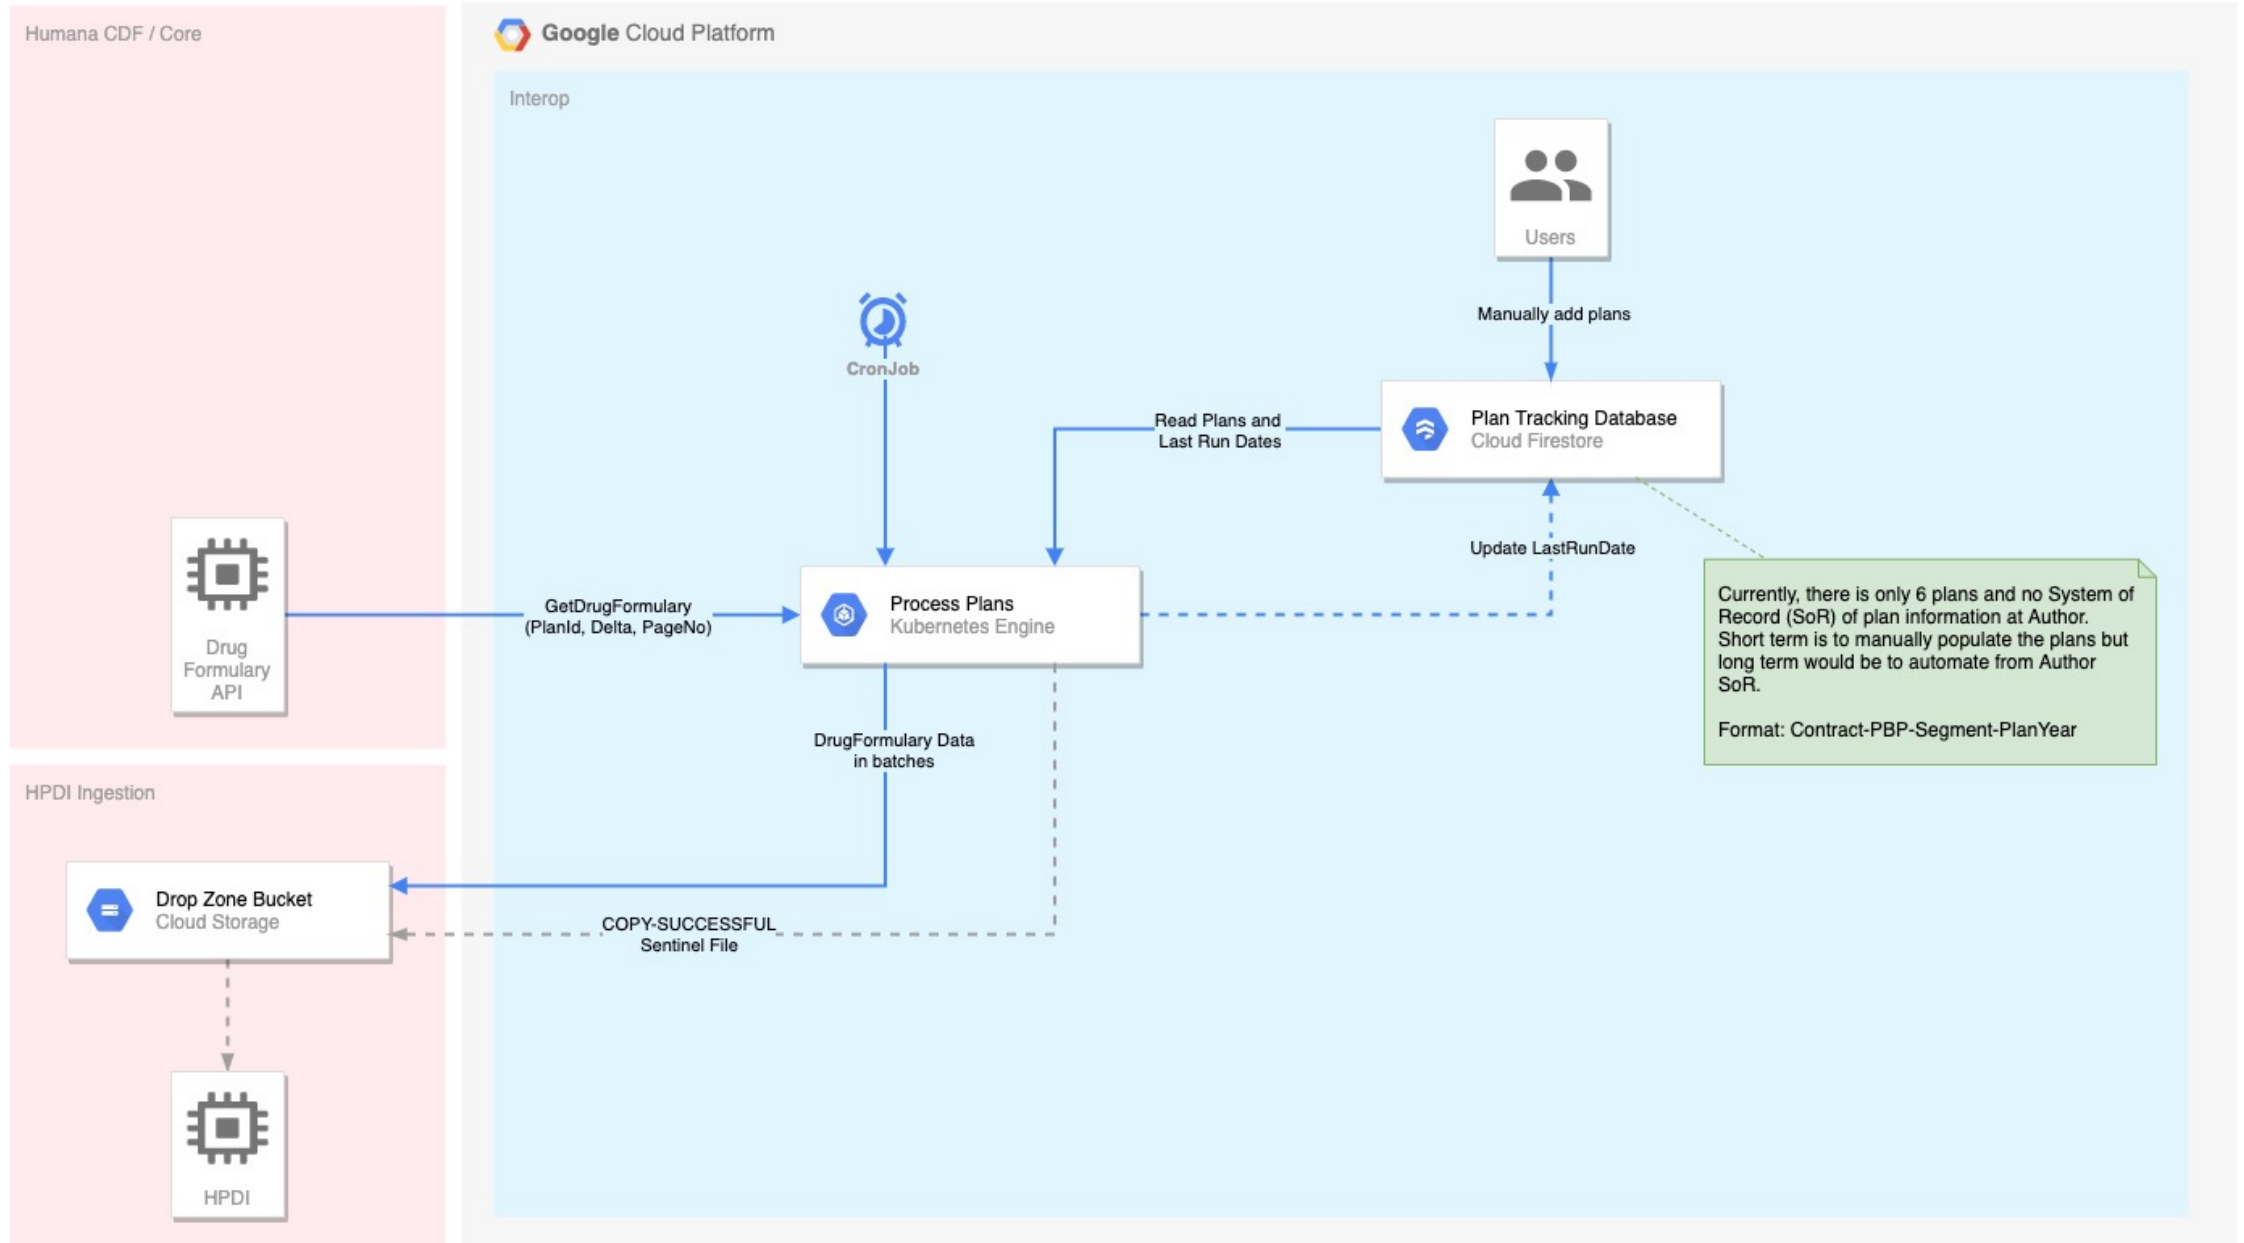 Humana CDF / Core
Google Cloud Platform
Interop
Users
Manually add plans
CronJob
Read Plans and
Last Run Dates
Plan Tracking Database
Cloud Firestore
Update LastRunDate
Drug
Formulary
API
GetDrugFormulary
(PlanId, Delta, PageNo)
Process Plans
Kubernetes Engine
Currently, there is only 6 plans and no System of
Record (SoR) of plan information at Author.
Short term is to manually populate the plans but
long term would be to automate from Author
SoR.
Format: Contract-PBP-Segment-PlanYear
DrugFormulary Data
in batches
HPDI Ingestion
Drop Zone Bucket
Cloud Storage
COPY-SUCCESSFUL
Sentinel File
HPDI